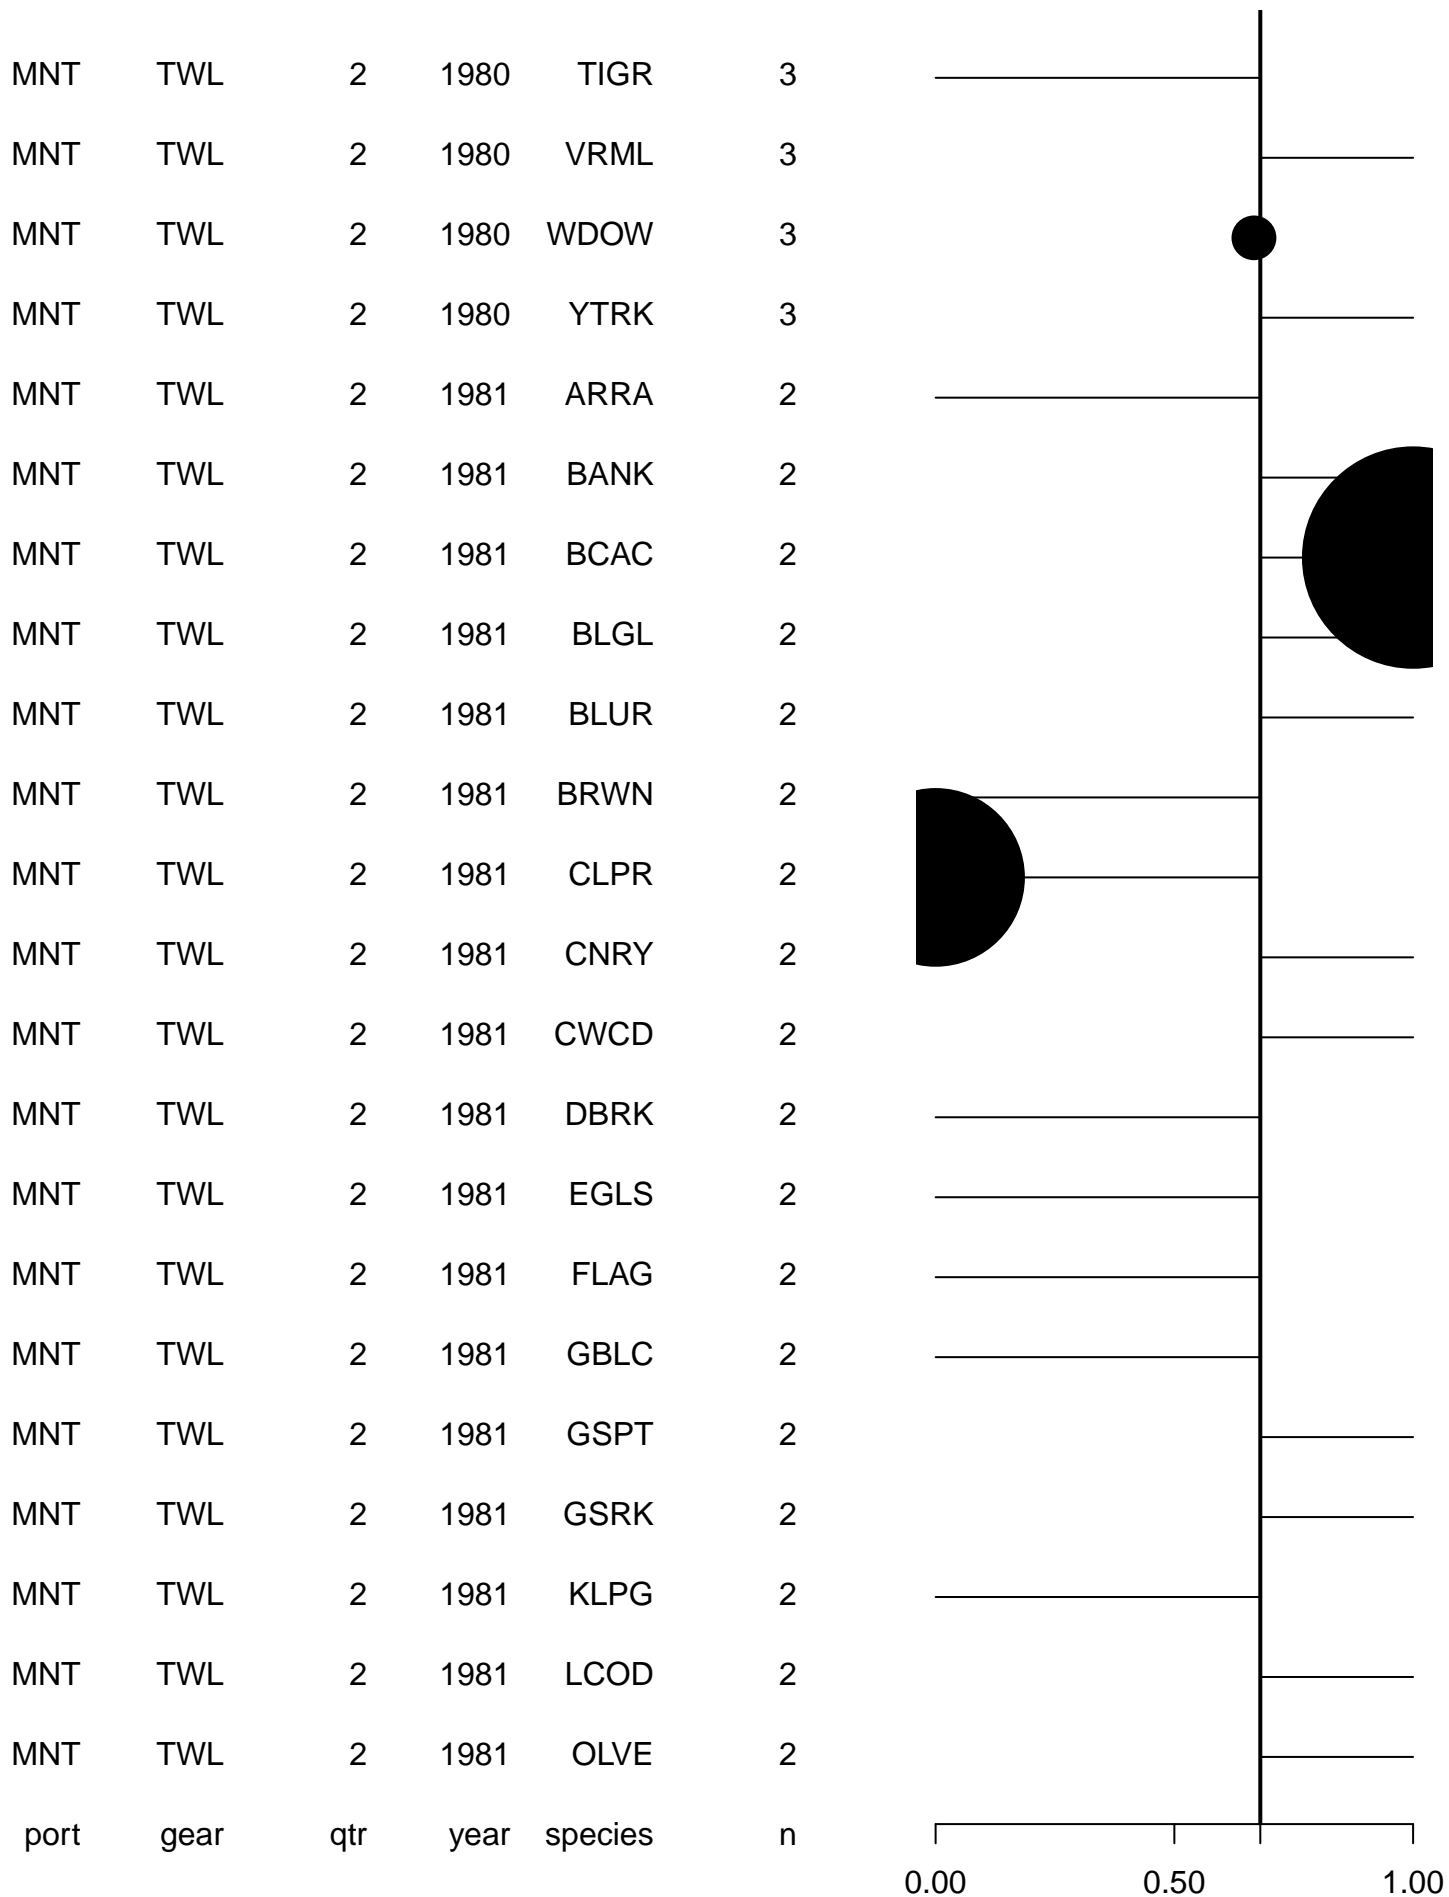 MNT TWL 2 1980 TIGR 3
MNT TWL 2 1980 VRML 3
MNT TWL 2 1980 WDOW 3
MNT TWL 2 1980 YTRK 3
MNT TWL 2 1981 ARRA 2
MNT TWL 2 1981 BANK 2
MNT TWL 2 1981 BCAC 2
MNT TWL 2 1981 BLGL 2
MNT TWL 2 1981 BLUR 2
MNT TWL 2 1981 BRWN 2
MNT TWL 2 1981 CLPR 2
MNT TWL 2 1981 CNRY 2
MNT TWL 2 1981 CWCD 2
MNT TWL 2 1981 DBRK 2
MNT TWL 2 1981 EGLS 2
MNT TWL 2 1981 FLAG 2
MNT TWL 2 1981 GBLC 2
MNT TWL 2 1981 GSPT 2
MNT TWL 2 1981 GSRK 2
MNT TWL 2 1981 KLPG 2
MNT TWL 2 1981 LCOD 2
MNT TWL 2 1981 OLVE 2
port gear qtr year species n
0.00 0.50 1.00